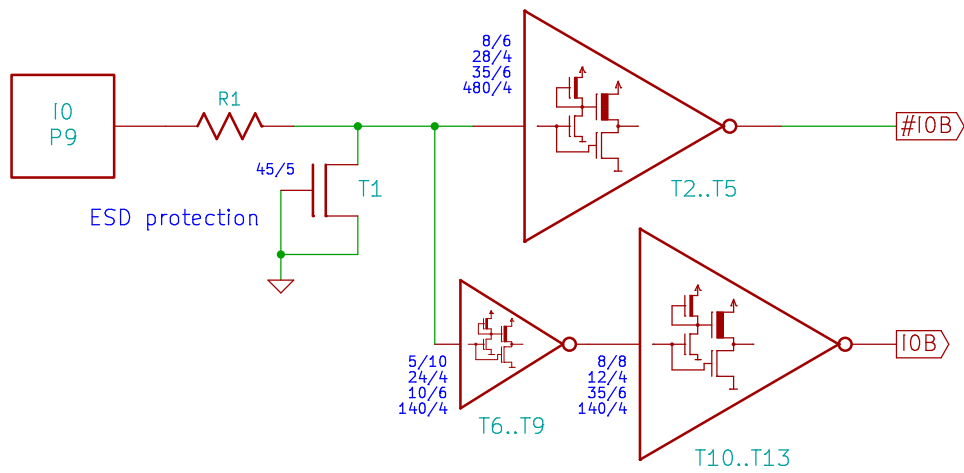 IO
P9
R1
45/5
T1
ESD protection
8/6
28/4
35/6
480/4
T2..T5
#IOB
5/10
24/4
10/6
140/4
T6..T9
8/8
12/4
35/6
140/4
T10..T13
IOB